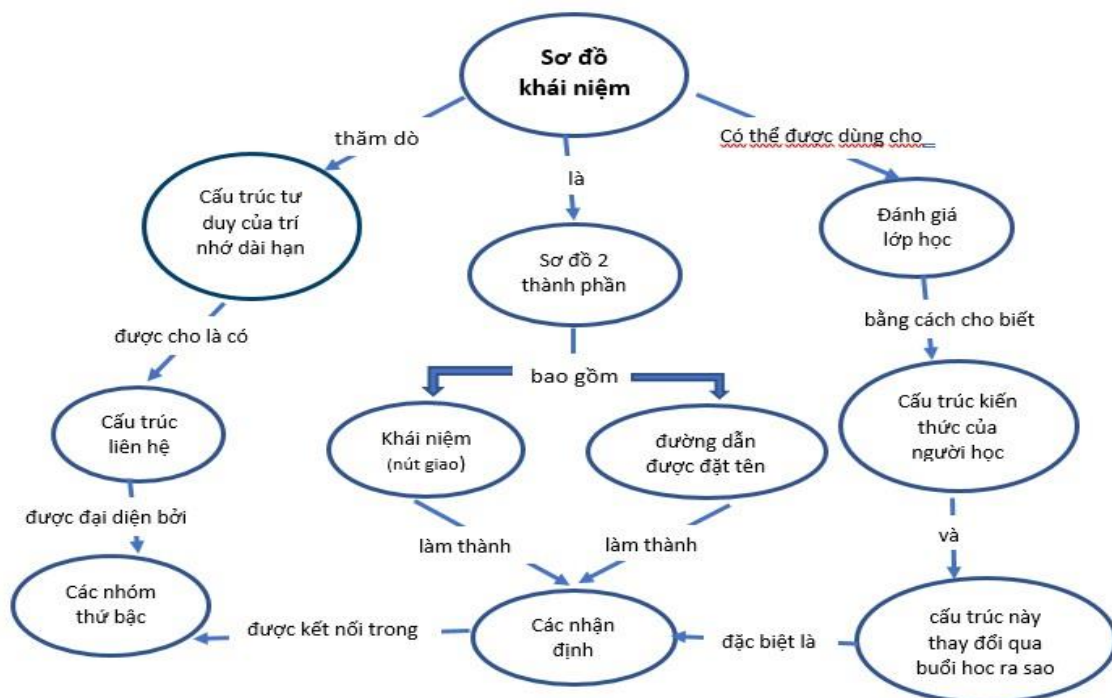 Sơ đồ
khái niệm
thăm dò
là
Có thể được dùng cho
Cấu trúc tư
duy của trí
nhớ dài hạn
Sơ đồ 2
thành phần
Đánh giá
lớp học
được cho là có
bao gồm
bằng cách cho biết
Cấu trúc
liên hệ
Khái niệm
(nút giao)
đường dẫn
được đặt tên
Cấu trúc kiến
thức của
người học
được đại diện bởi
làm thành
làm thành
và
Các nhóm
thứ bậc
được kết nối trong
Các nhận
định
đặc biệt là
cấu trúc này
thay đổi qua
buổi học ra sao